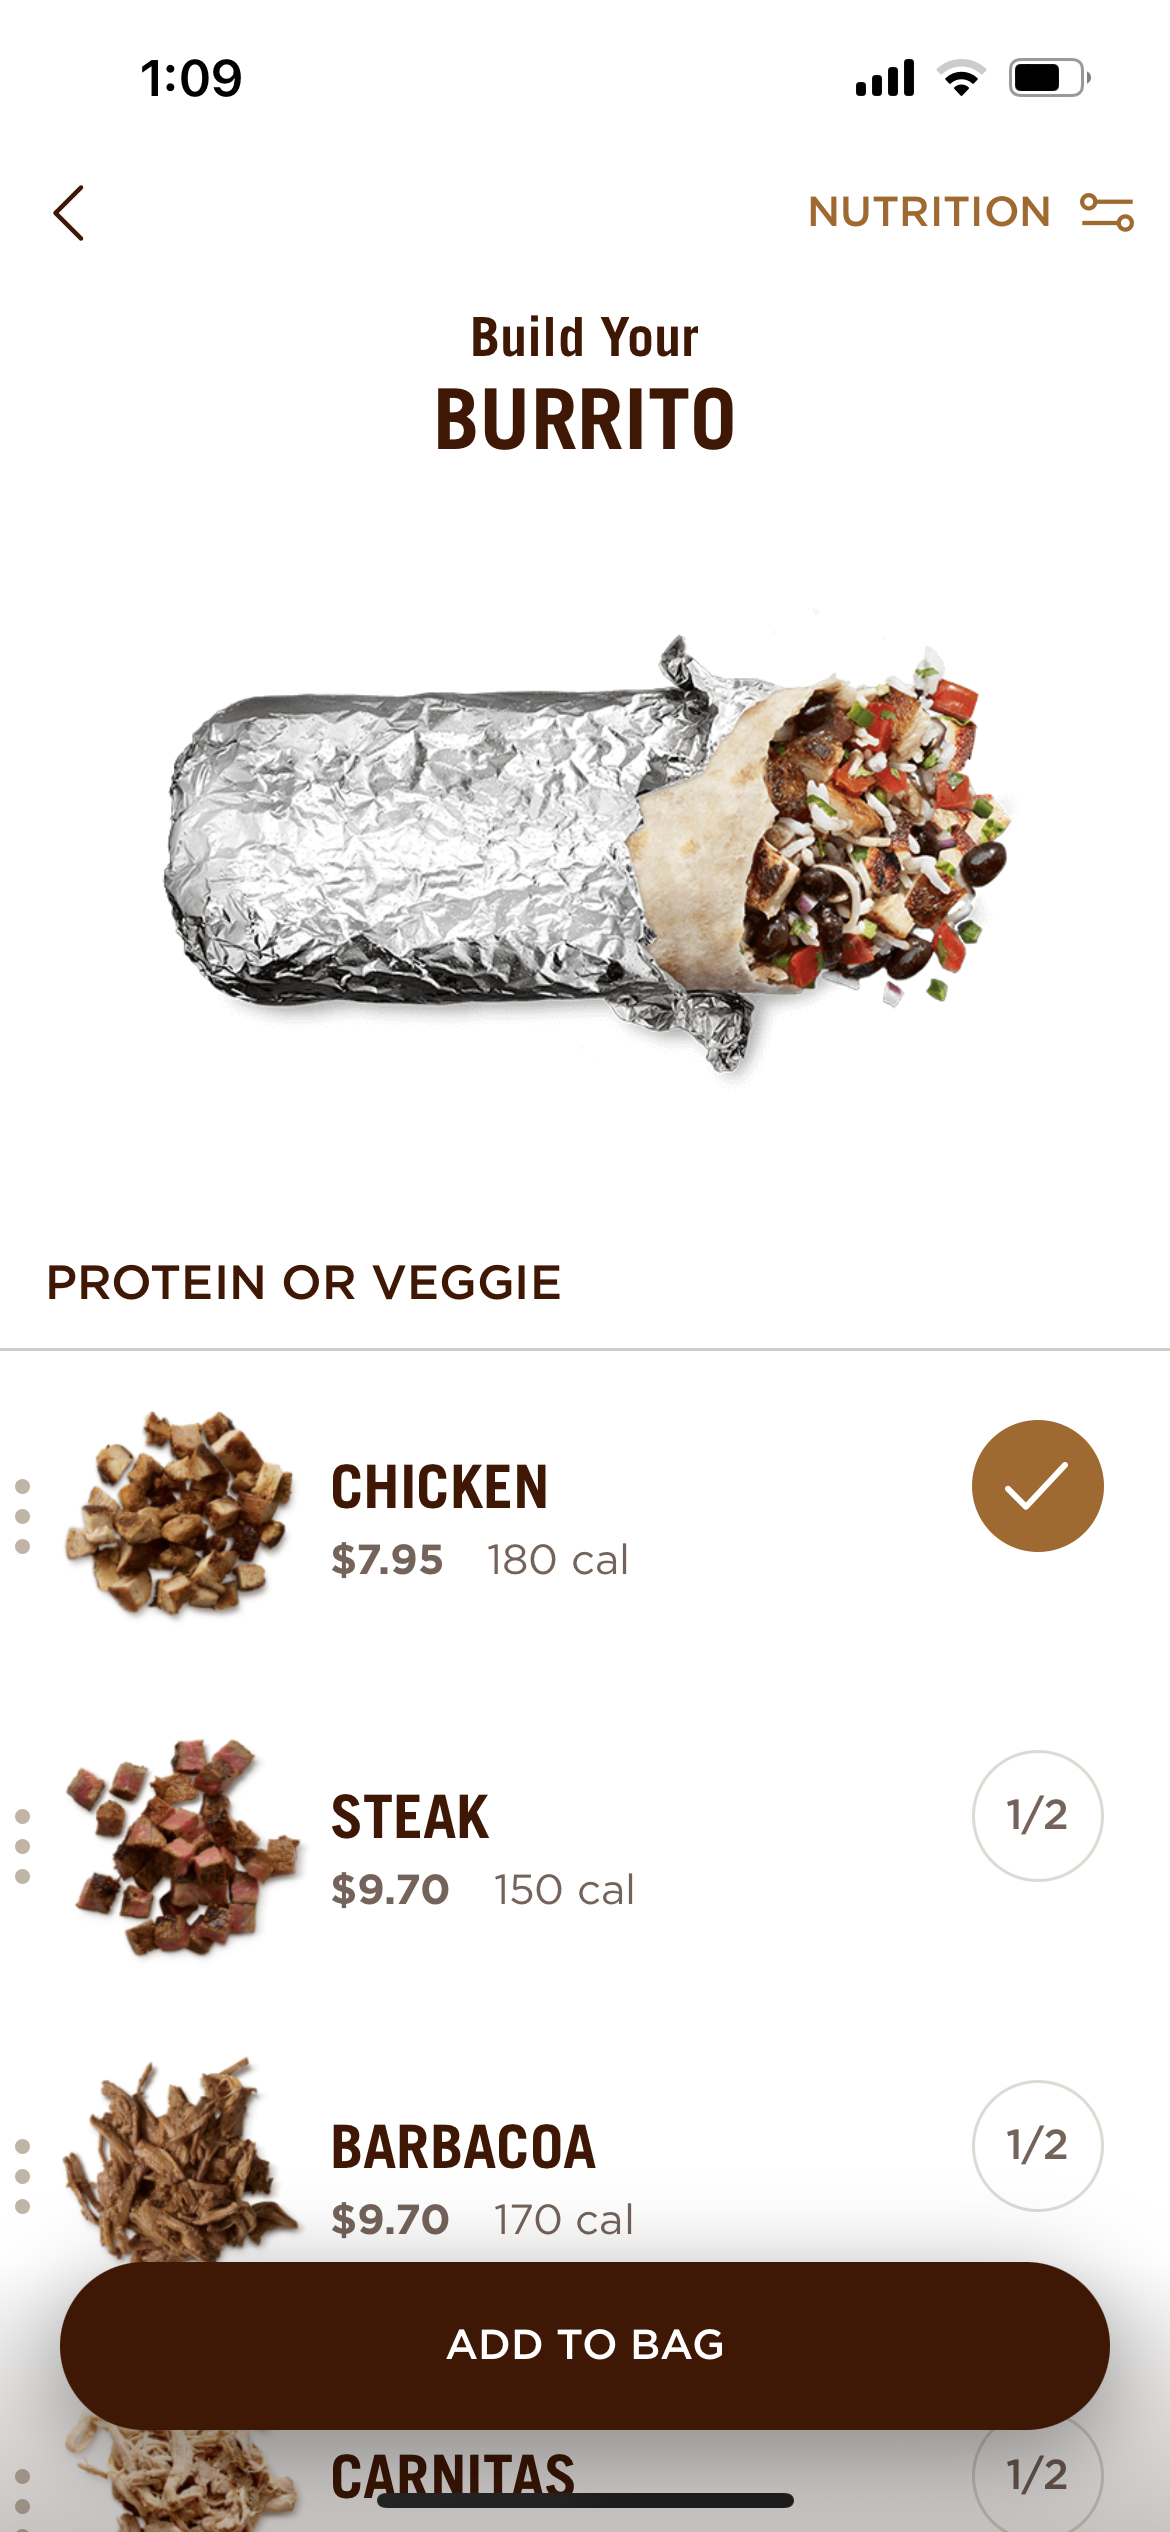 1:09
NUTRITION
Build Your
BURRITO
PROTEIN OR VEGGIE
CHICKEN
$7.95 180 cal
STEAK
$9.70 150 cal
1/2
BARBACOA
$9.70 170 cal
1/2
ADD TO BAG
CARNITAS
1/2